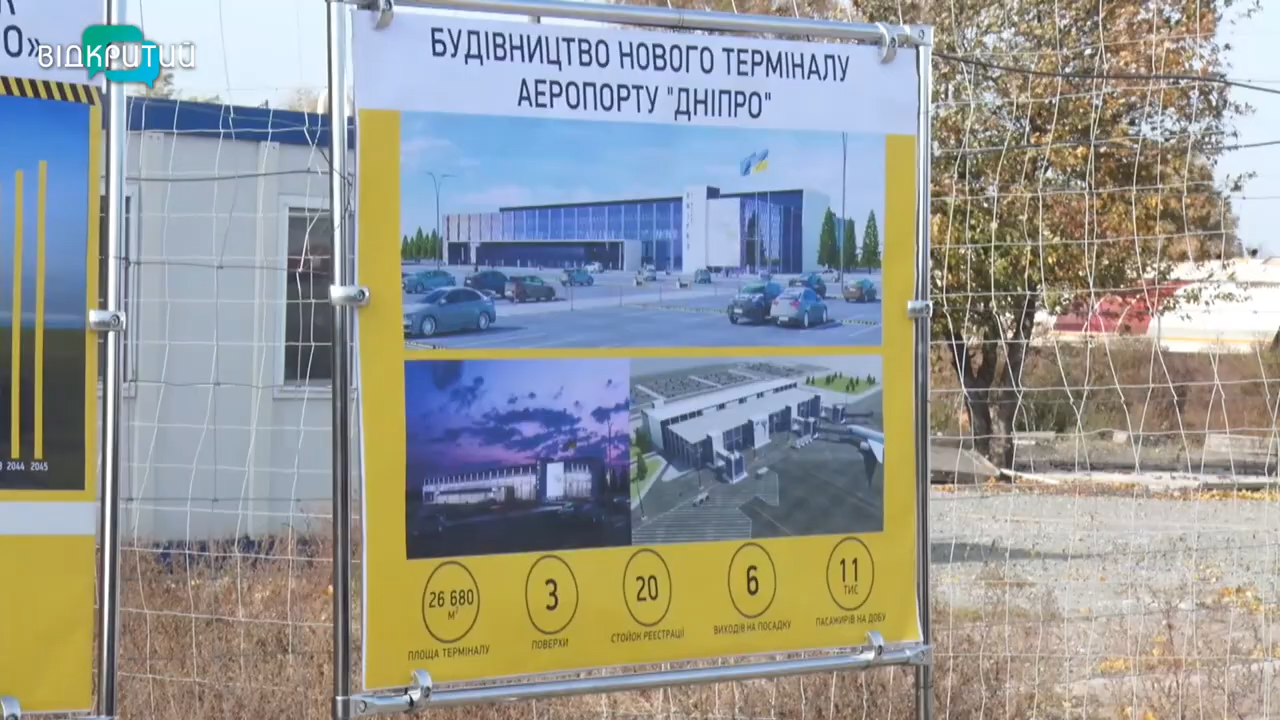 ВІДКРИТИЙ
О»
2044 2045
БУДІВНИЦТВО НОВОГО ТЕРМІНАЛУ
АЕРОПОРТУ "ДНІПРО"
26 680
м²
ПЛОЩА ТЕРМІНАЛУ
3
ПОВЕРХИ
20
СТОЙОК РЕЄСТРАЦІЇ
6
ВИХОДІВ НА ПОСАДКУ
11
ТИС
ПАСАЖИРІВ НА ДОБУ